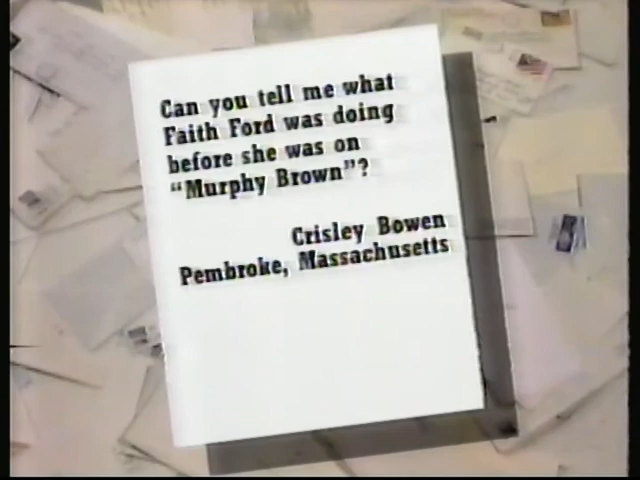 Can you tell me what
Faith Ford was doing
before she was on
“Murphy Brown”?
Crisley Bowen
Pembroke, Massachusetts